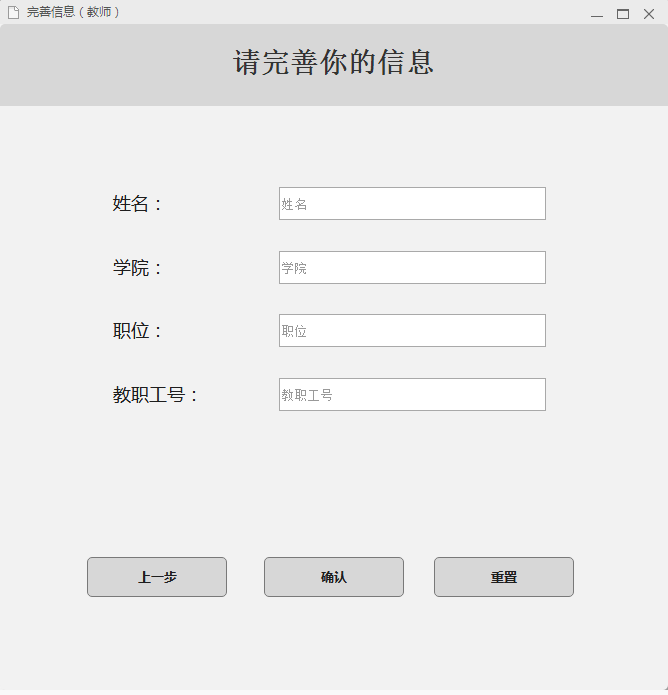 完善信息（教师）
请完善你的信息
姓名： 姓名
学院： 学院
职位： 职位
教职工号： 教职工号
上一步 确认 重置